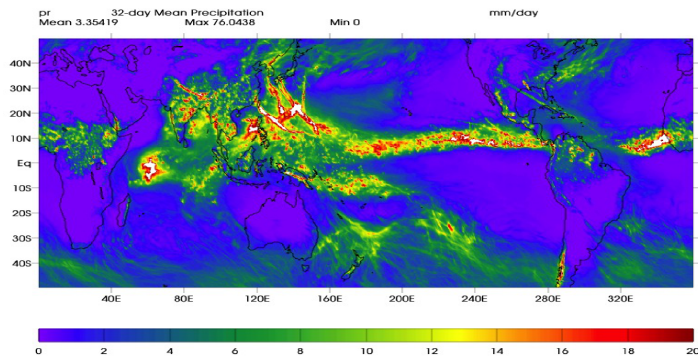 pr 32-day Mean Precipitation mm/day
Mean 3.35419 Max 76.0438 Min 0
40N
30N
20N
10N
Eq
10S
20S
30S
40S
40E 80E 120E 160E 200E 240E 280E 320E
0 2 4 6 8 10 12 14 16 18 20